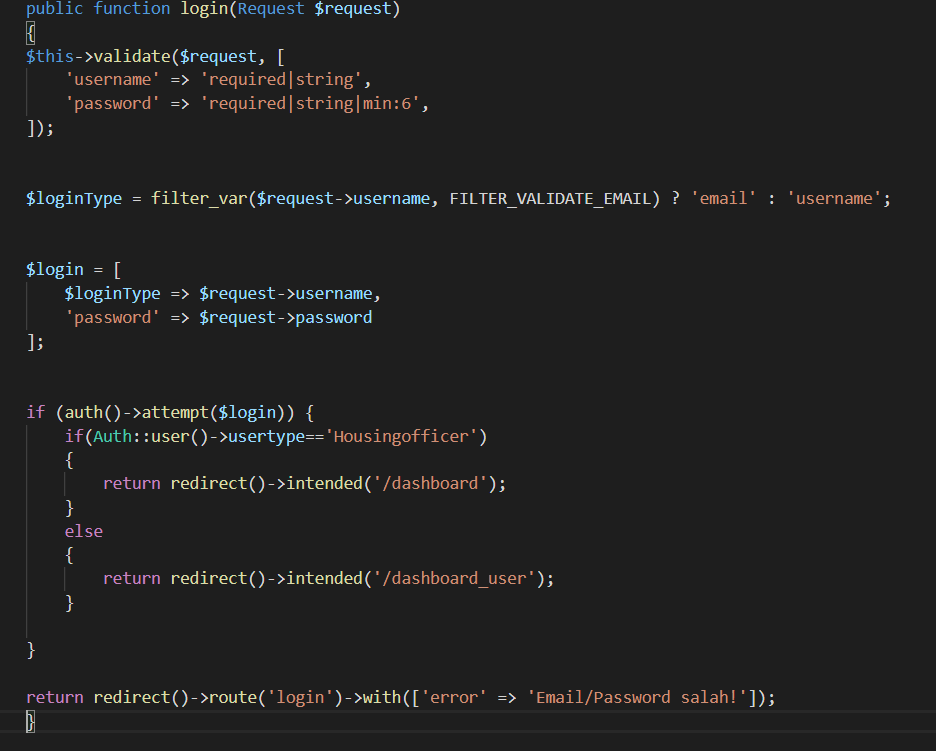 public function login(Request $request)
{
$this->validate($request, [
    'username' => 'required|string',
    'password' => 'required|string|min:6',
]);
$loginType = filter_var($request->username, FILTER_VALIDATE_EMAIL) ? 'email' : 'username';
$login = [
    $loginType => $request->username,
    'password' => $request->password
];
if (auth()->attempt($login)) {
    if(Auth::user()->usertype=='Housingofficer')
    {
        return redirect()->intended('/dashboard');
    }
    else
    {
        return redirect()->intended('/dashboard_user');
    }
}
return redirect()->route('login')->with(['error' => 'Email/Password salah!']);
}